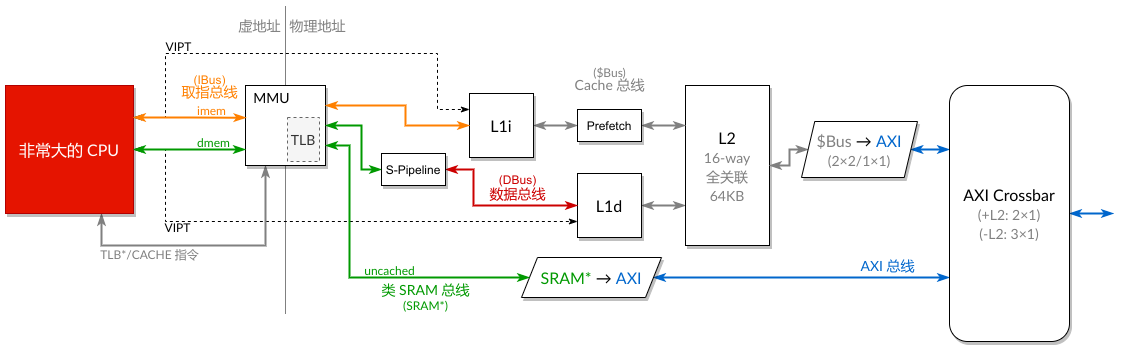 虚地址 物理地址
VIPT
(IBus)
取指总线
imem
MMU
TLB
dmem
非常大的 CPU
VIPT
TLB*/CACHE 指令
L1i
S-Pipeline
(DBus)
数据总线
L1d
($Bus)
Cache 总线
Prefetch
L2
16-way
全关联
64KB
$Bus → AXI
(2×2/1×1)
uncached
类 SRAM 总线
(SRAM*)
SRAM* → AXI
AXI 总线
AXI Crossbar
(+L2: 2×1)
(-L2: 3×1)